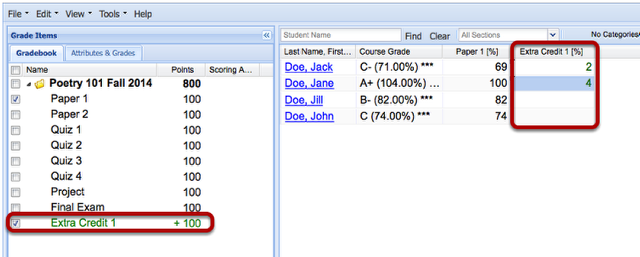 File Edit View Tools Help
Grade Items
Gradebook Attributes & Grades
Name Points Scoring A...
Poetry 101 Fall 2014 800
Paper 1 100
Paper 2 100
Quiz 1 100
Quiz 2 100
Quiz 3 100
Quiz 4 100
Project 100
Final Exam 100
Extra Credit 1 + 100
Student Name Find Clear All Sections No Categories
Last Name, First... Course Grade Paper 1 [%] Extra Credit 1 [%]
Doe, Jack C- (71.00%) *** 69 2
Doe, Jane A+ (104.00%) ... 100 4
Doe, Jill B- (82.00%) *** 82
Doe, John C (74.00%) *** 74